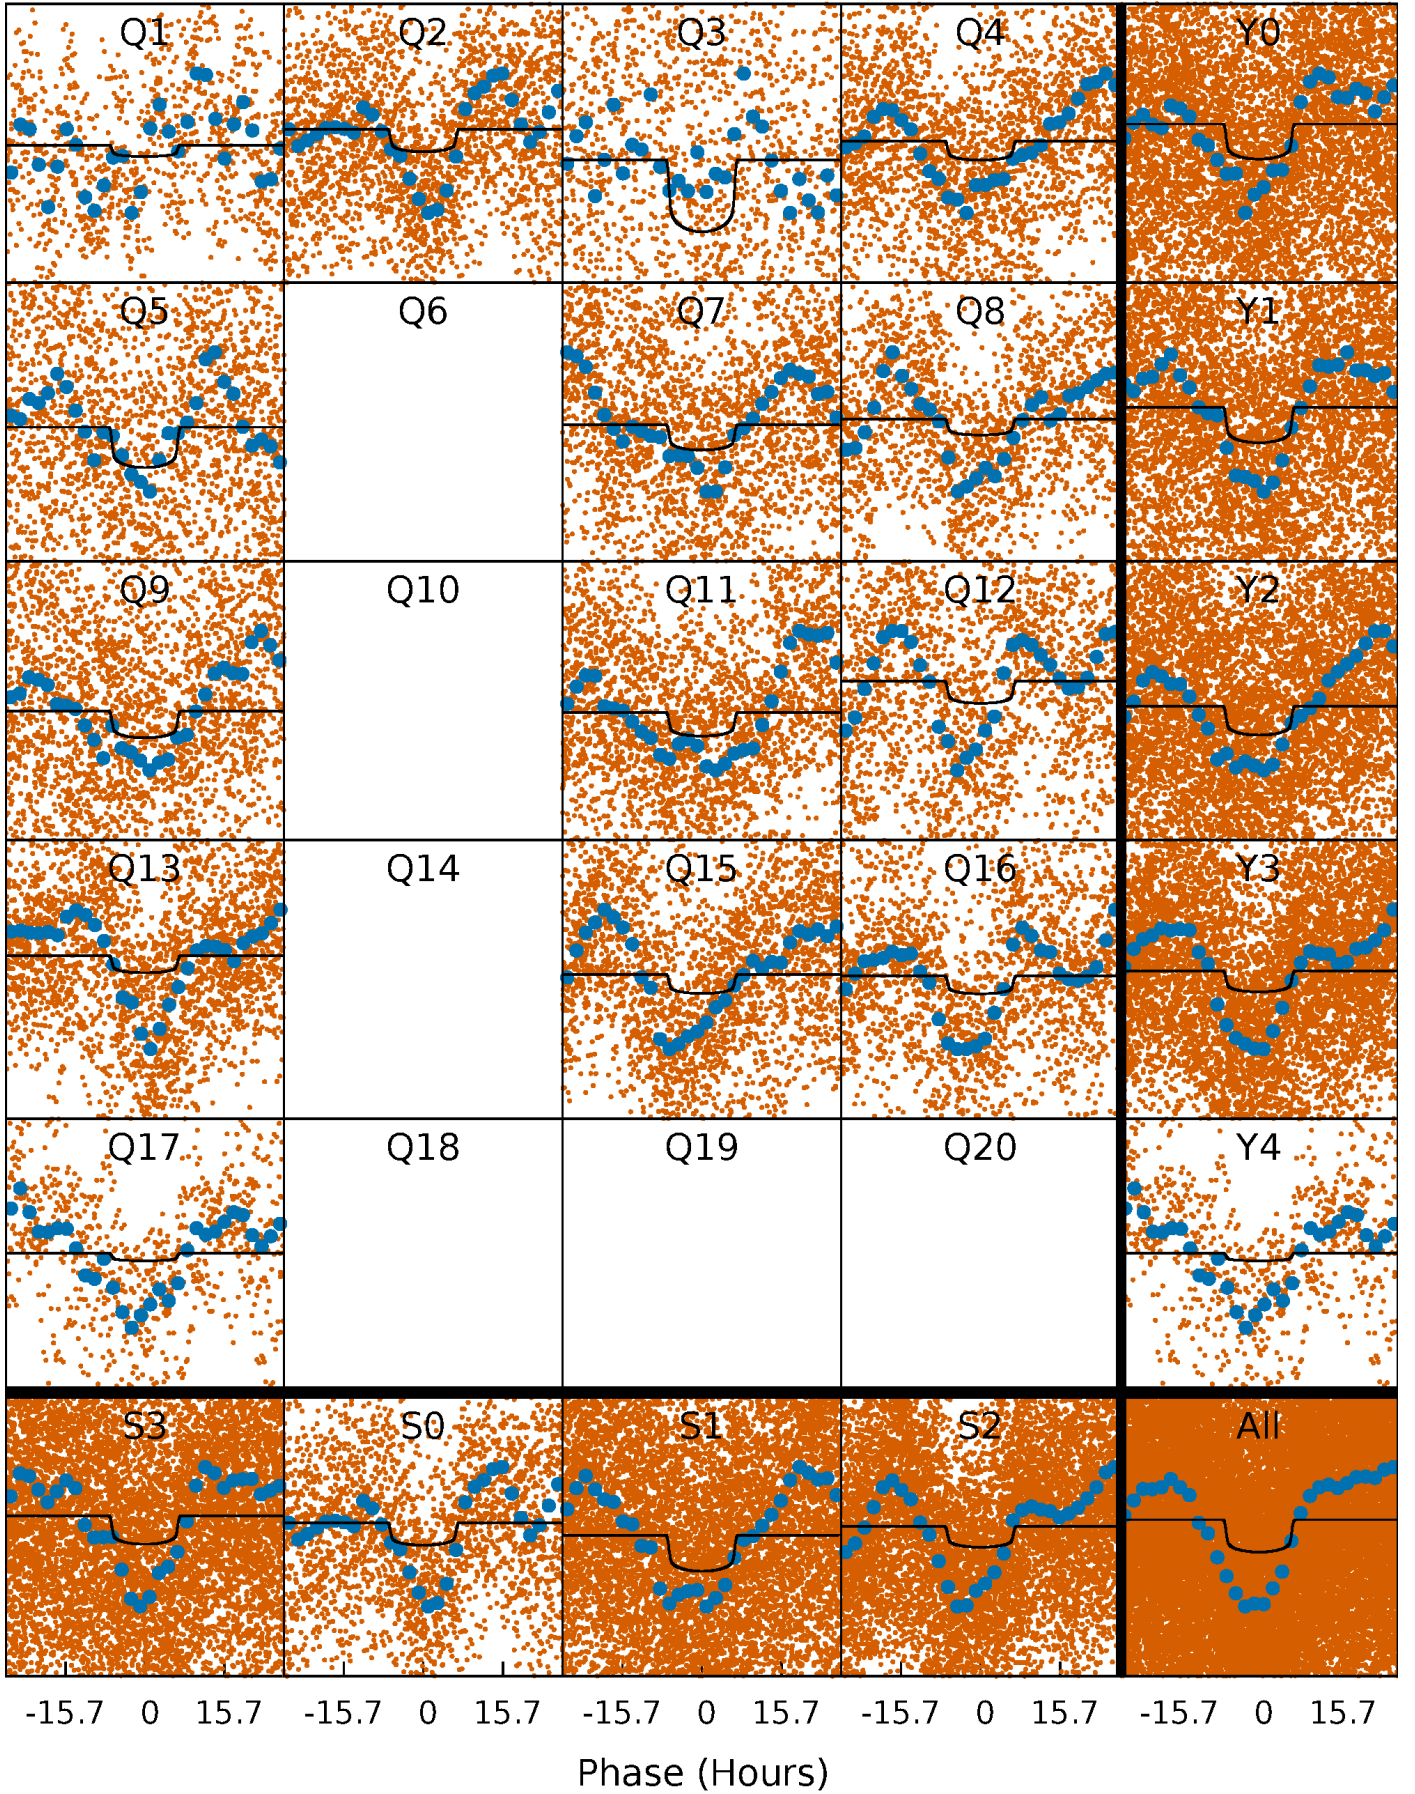 Q1 Q2 Q3 Q4 Y0
Q5 Q6 Q7 Q8 Y1
Q9 Q10 Q11 Q12 Y2
Q13 Q14 Q15 Q16 Y3
Q17 Q18 Q19 Q20 Y4
S3 S0 S1 S2 All
-15.7 0 15.7 -15.7 0 15.7 -15.7 0 15.7 -15.7 0 15.7 -15.7 0 15.7
Phase (Hours)